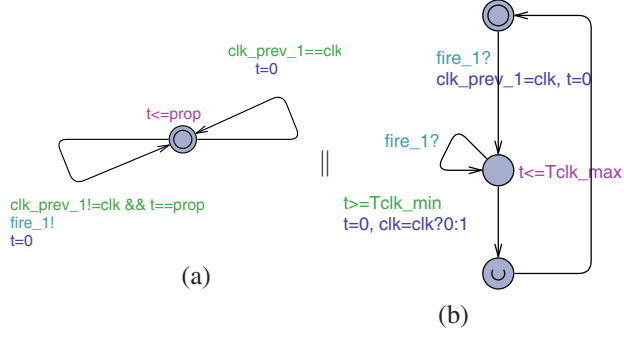 clk_prev_1==clk
t=0
t<=prop
clk_prev_1!=clk && t==prop
fire_1!
t=0
(a)
||
fire_1?
clk_prev_1=clk, t=0
fire_1?
t<=Tclk_max
t>=Tclk_min
t=0, clk=clk?0:1
U
(b)